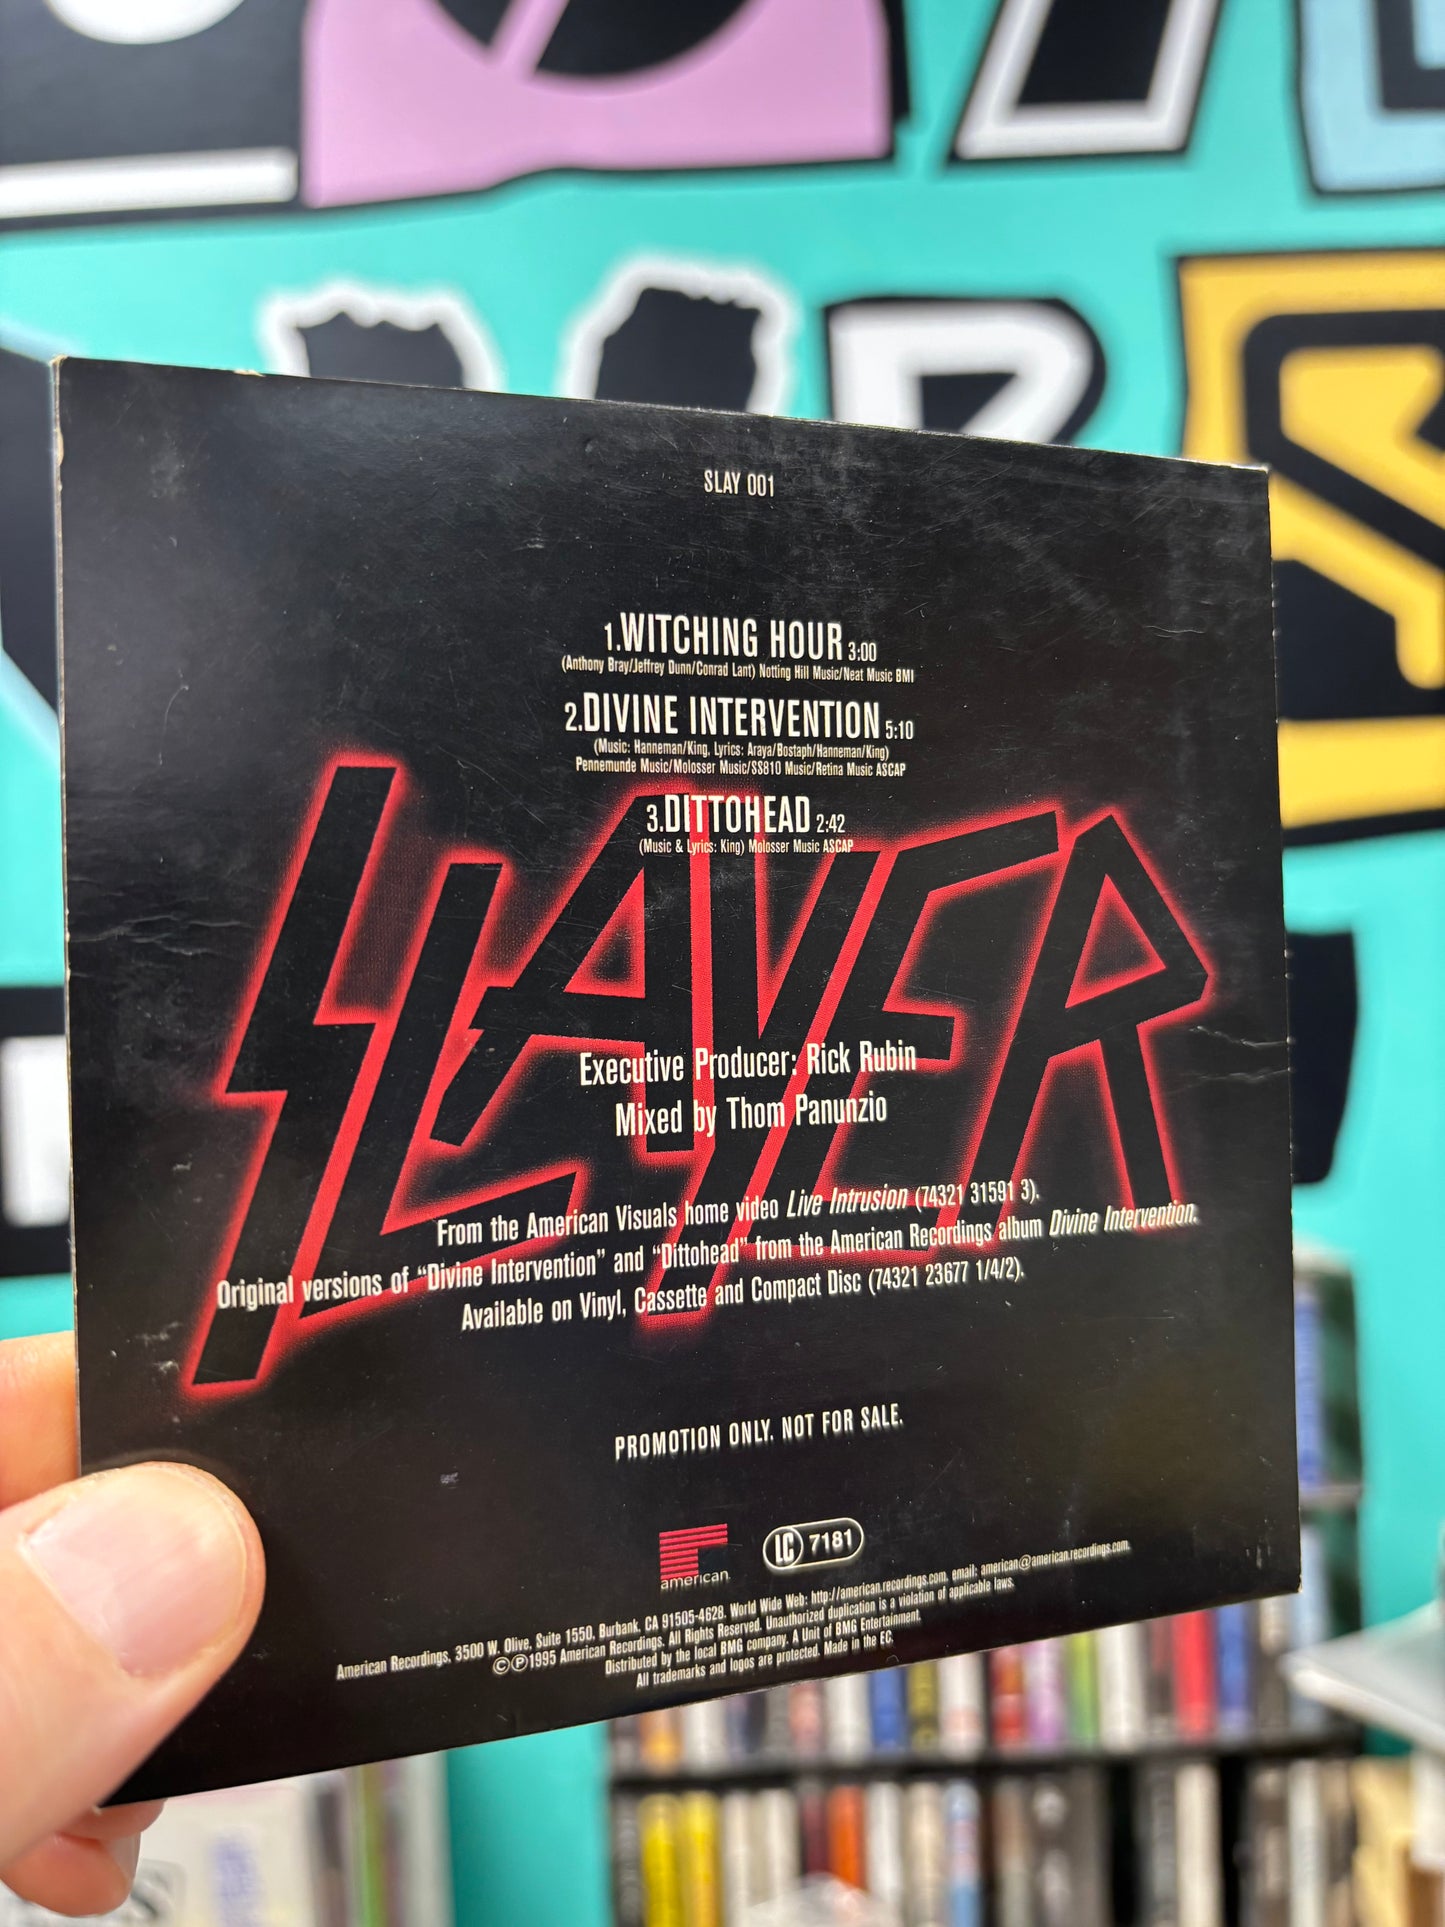 SLAY 001
1.WITCHING HOUR 3:00
(Anthony Bray/Jeffrey Dunn/Conrad Lant) Notting Hill Music/Neat Music BMI
2.DIVINE INTERVENTION 5:10
(Music: Hanneman/King, Lyrics: Araya/Bostaph/Hanneman/King)
Pennemunde Music/Molosser Music/SS810 Music/Retina Music ASCAP
3.DITTOHEAD 2:42
(Music & Lyrics: King) Molosser Music ASCAP
SLAYER
Executive Producer: Rick Rubin
Mixed by Thom Panunzio
From the American Visuals home video Live Intrusion (74321 31591 3).
Original versions of "Divine Intervention" and "Dittohead" from the American Recordings album Divine Intervention.
Available on Vinyl, Cassette and Compact Disc (74321 23677 1/4/2).
PROMOTION ONLY. NOT FOR SALE.
american
LC 7181
American Recordings, 3500 W. Olive, Suite 1550, Burbank, CA 91505-4628. World Wide Web: http://american.recordings.com, email: american@american.recordings.com.
©℗1995 American Recordings. All Rights Reserved. Unauthorized duplication is a violation of applicable laws.
Distributed by the local BMG company. A Unit of BMG Entertainment.
All trademarks and logos are protected. Made in the EC.